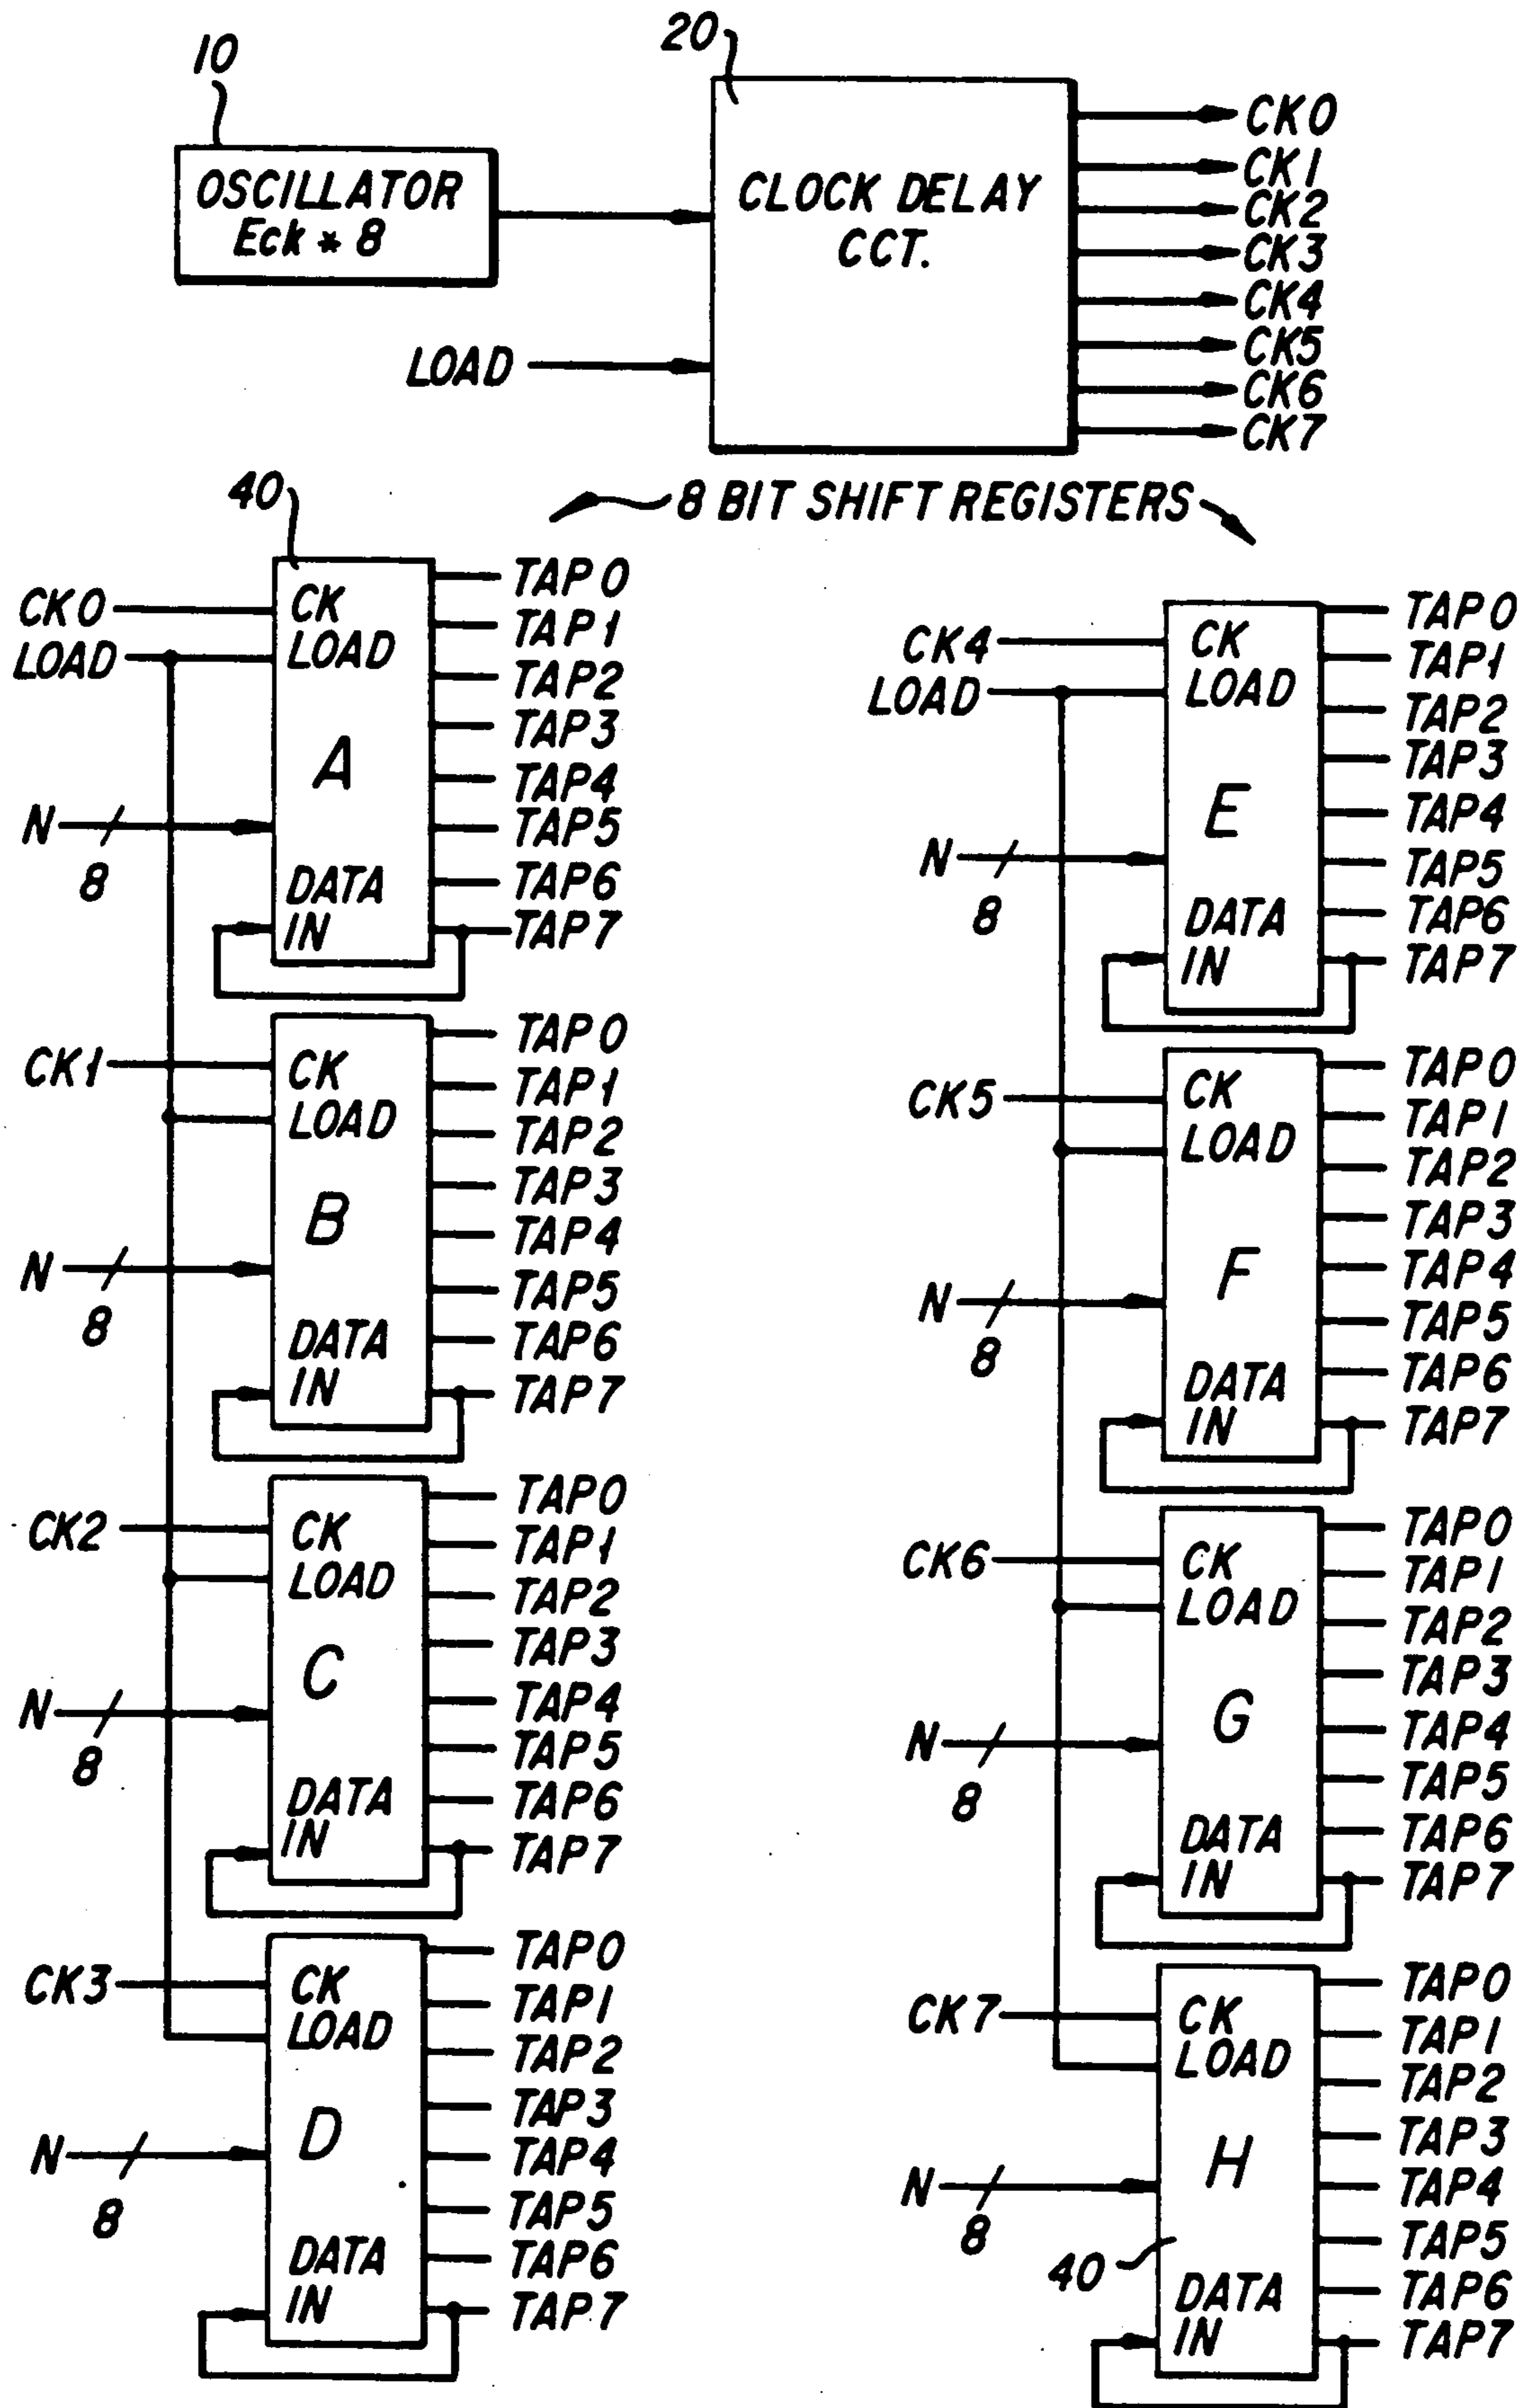 10
20
OSCILLATOR
Eck * 8
CLOCK DELAY
CCT.
LOAD
CK0
CK1
CK2
CK3
CK4
CK5
CK6
CK7
8 BIT SHIFT REGISTERS
40
CK0
LOAD
CK
LOAD
A
N
8
DATA
IN
TAP0
TAP1
TAP2
TAP3
TAP4
TAP5
TAP6
TAP7
CK1
CK
LOAD
B
N
8
DATA
IN
TAP0
TAP1
TAP2
TAP3
TAP4
TAP5
TAP6
TAP7
CK2
CK
LOAD
C
N
8
DATA
IN
TAP0
TAP1
TAP2
TAP3
TAP4
TAP5
TAP6
TAP7
CK3
CK
LOAD
D
N
8
DATA
IN
TAP0
TAP1
TAP2
TAP3
TAP4
TAP5
TAP6
TAP7
CK4
LOAD
CK
LOAD
E
N
8
DATA
IN
TAP0
TAP1
TAP2
TAP3
TAP4
TAP5
TAP6
TAP7
CK5
CK
LOAD
F
N
8
DATA
IN
TAP0
TAP1
TAP2
TAP3
TAP4
TAP5
TAP6
TAP7
CK6
CK
LOAD
G
N
8
DATA
IN
TAP0
TAP1
TAP2
TAP3
TAP4
TAP5
TAP6
TAP7
CK7
CK
LOAD
H
N
8
40
DATA
IN
TAP0
TAP1
TAP2
TAP3
TAP4
TAP5
TAP6
TAP7